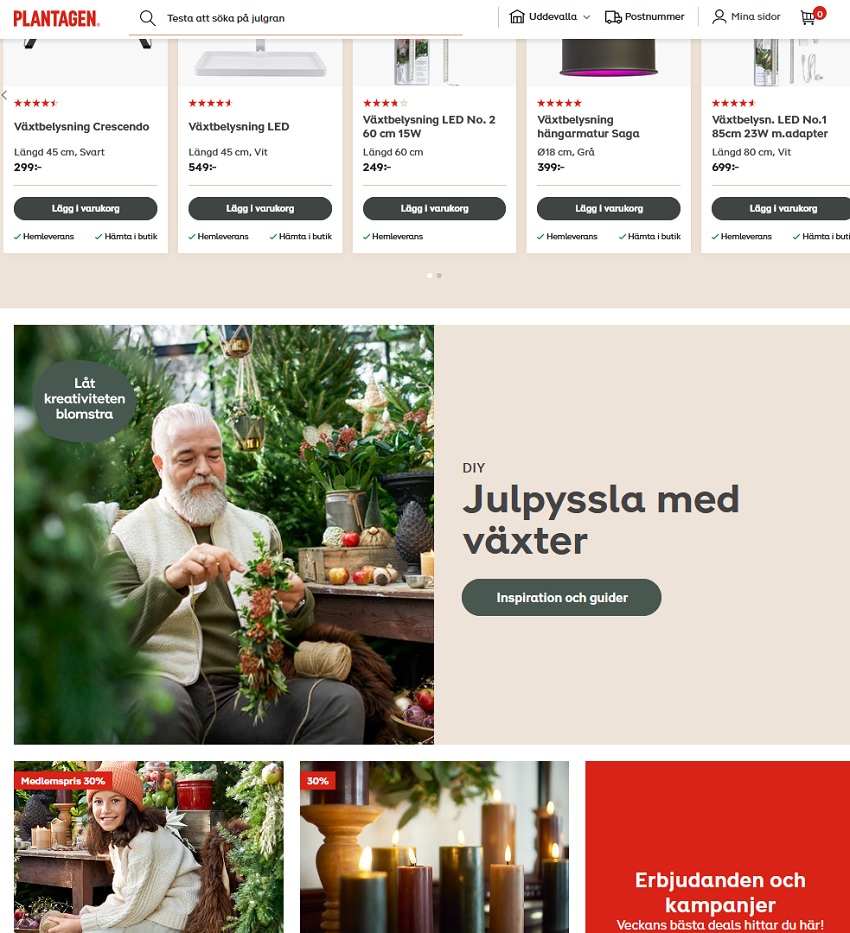 PLANTAGEN
Testa att söka på julgran
Uddevalla
Postnummer
Mina sidor
0
Växtbelysning Crescendo
Längd 45 cm, Svart
299:-
Lägg i varukorg
Hemleverans
Hämta i butik
Växtbelysning LED
Längd 45 cm, Vit
549:-
Lägg i varukorg
Hemleverans
Hämta i butik
Växtbelysning LED No. 2
60 cm 15W
Längd 60 cm
249:-
Lägg i varukorg
Hemleverans
Växtbelysning
hängarmatur Saga
Ø18 cm, Grå
399:-
Lägg i varukorg
Hemleverans
Hämta i butik
Växtbelysn. LED No.1
85cm 23W m.adapter
Längd 80 cm, Vit
699:-
Lägg i varukorg
Hemleverans
Hämta i butik
Låt
kreativiteten
blomstra
DIY
Julpyssla med
växter
Inspiration och guider
Medlemspris 30%
30%
Erbjudanden och
kampanjer
Veckans bästa deals hittar du här!